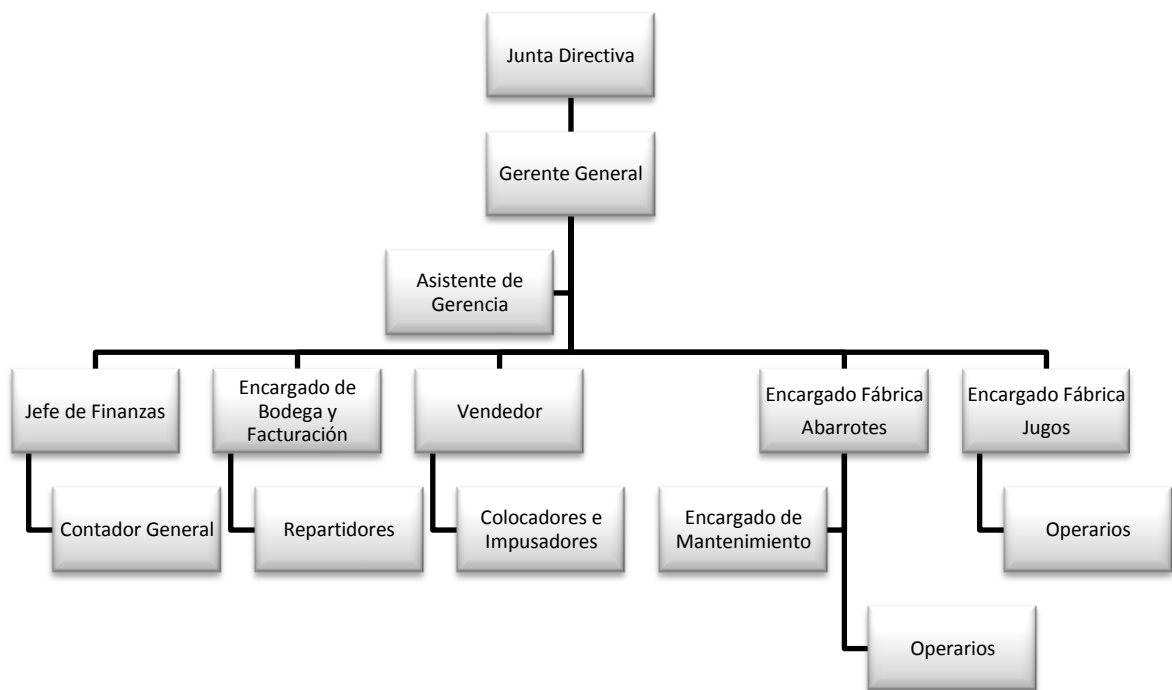 Junta Directiva
Gerente General
Asistente de
Gerencia
Jefe de Finanzas
Encargado de
Bodega y
Facturación
Vendedor
Encargado Fábrica
Abarrotes
Encargado Fábrica
Jugos
Contador General
Repartidores
Colocadores e
Impusadores
Encargado de
Mantenimiento
Operarios
Operarios